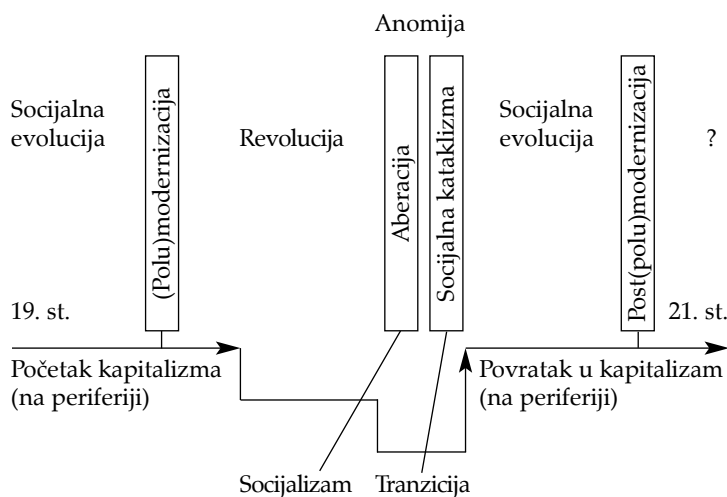 Anomija
Socijalna
evolucija
(Polu)modernizacija
Revolucija
Aberacija
Socijalna kataklizma
Socijalna
evolucija
Post(polu)modernizacija
?
19. st.
21. st.
Početak kapitalizma
(na periferiji)
Povratak u kapitalizam
(na periferiji)
Socijalizam
Tranzicija